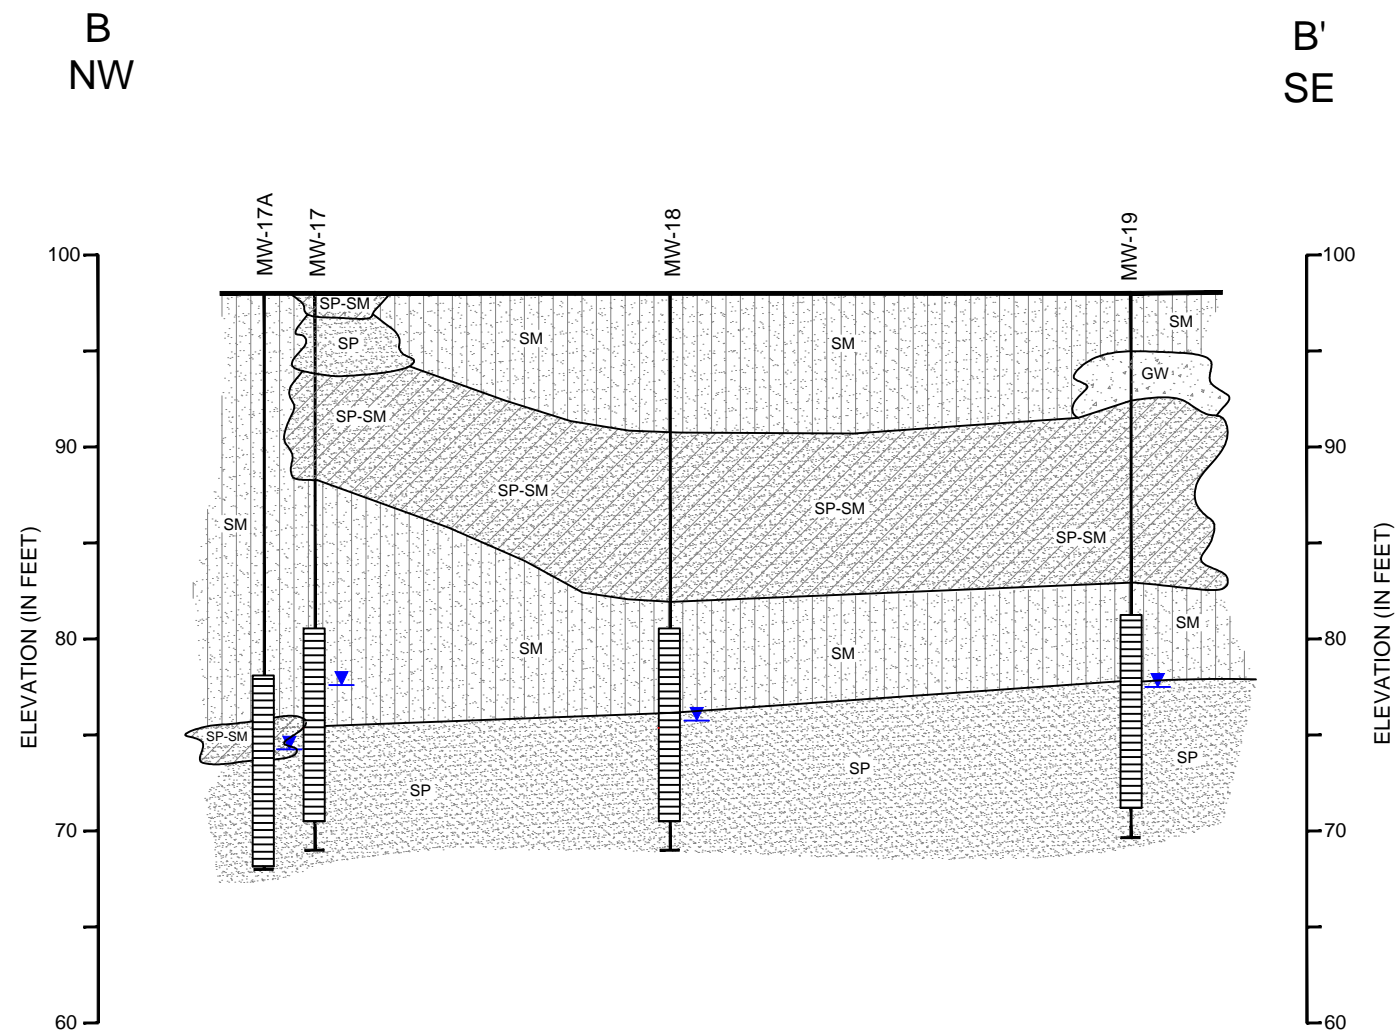 B
NW
B'
SE
MW-17A
MW-17
MW-18
MW-19
100
100
SP-SM
SM
SP
SM
SM
GW
SP-SM
90
90
SP-SM
SP-SM
SM
SP-SM
ELEVATION (IN FEET)
ELEVATION (IN FEET)
80
80
SM
SM
SM
SP-SM
SP
SP
SP
70
70
60
60